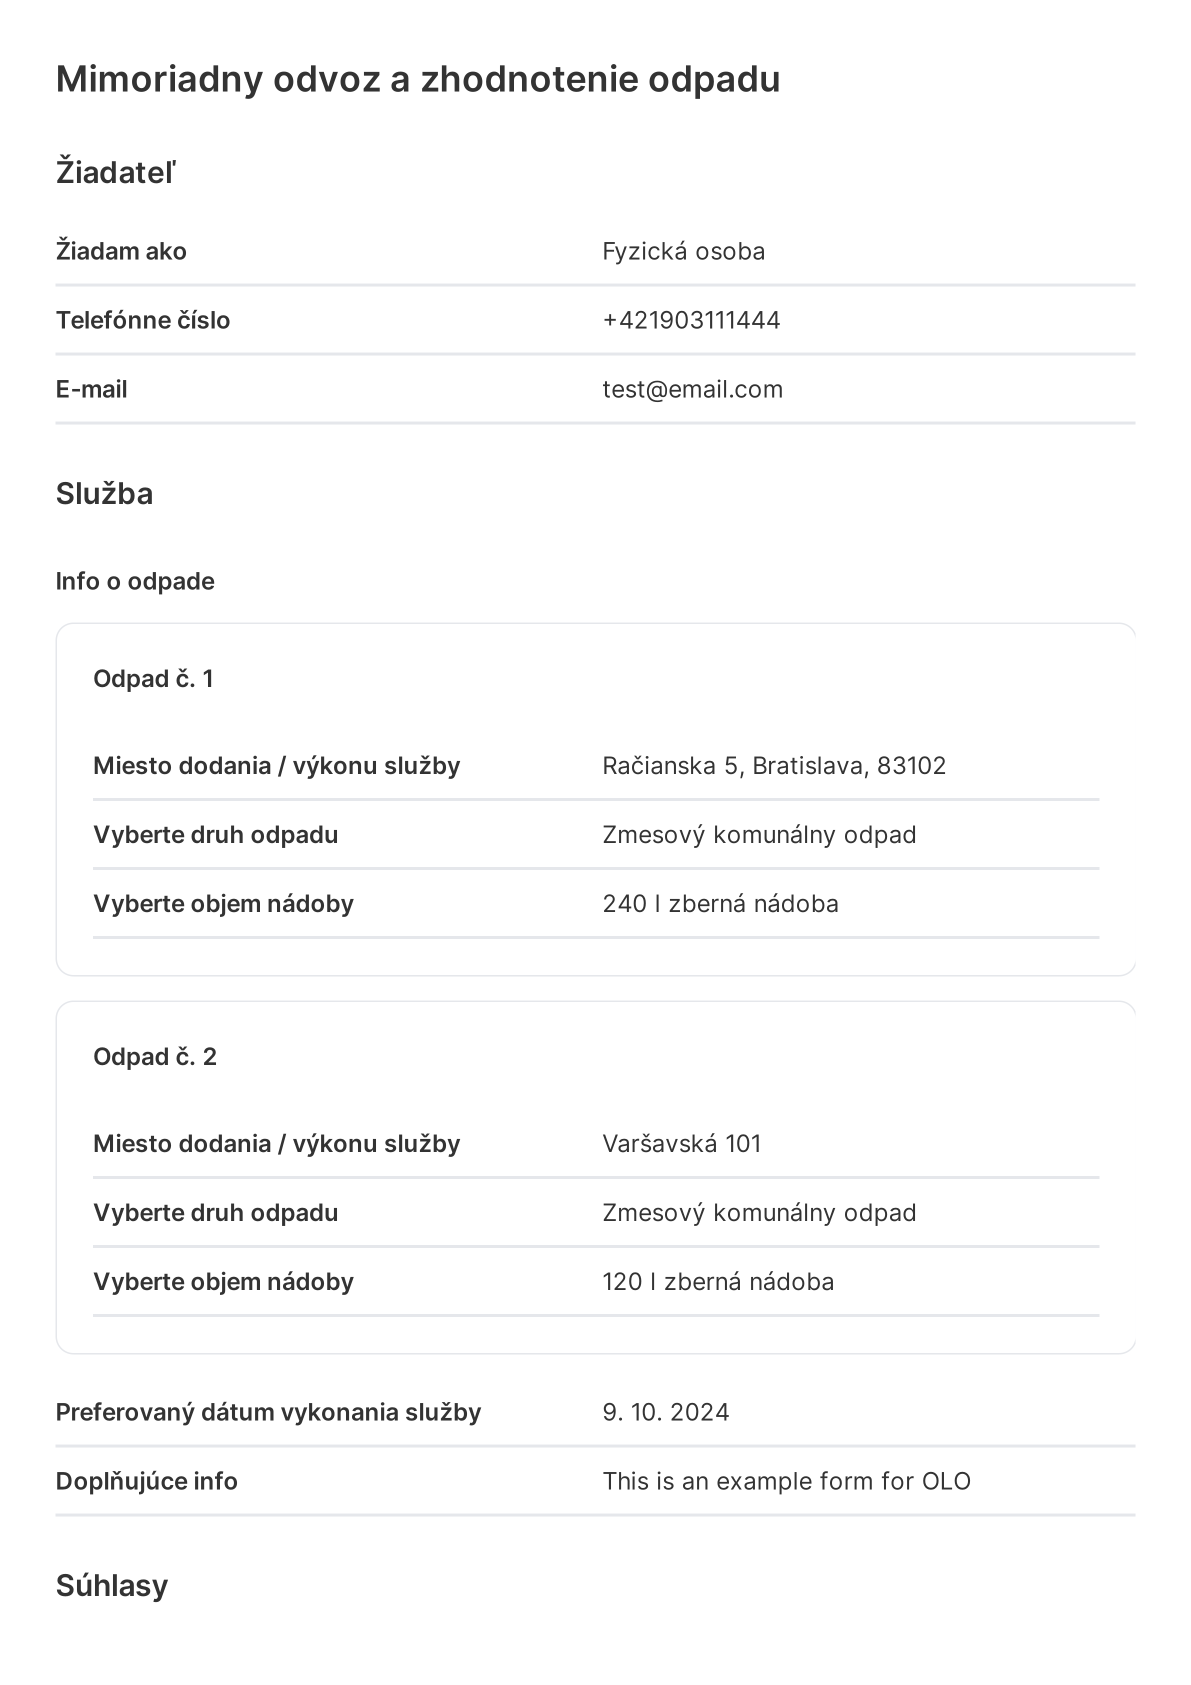 Mimoriadny odvoz a zhodnotenie odpadu
Žiadateľ
Žiadam ako Fyzická osoba
Telefónne číslo +421903111444
E-mail test@email.com
Služba
Info o odpade
Odpad č. 1
Miesto dodania / výkonu služby Račianska 5, Bratislava, 83102
Vyberte druh odpadu Zmesový komunálny odpad
Vyberte objem nádoby 240 l zberná nádoba
Odpad č. 2
Miesto dodania / výkonu služby Varšavská 101
Vyberte druh odpadu Zmesový komunálny odpad
Vyberte objem nádoby 120 l zberná nádoba
Preferovaný dátum vykonania služby 9. 10. 2024
Doplňujúce info This is an example form for OLO
Súhlasy